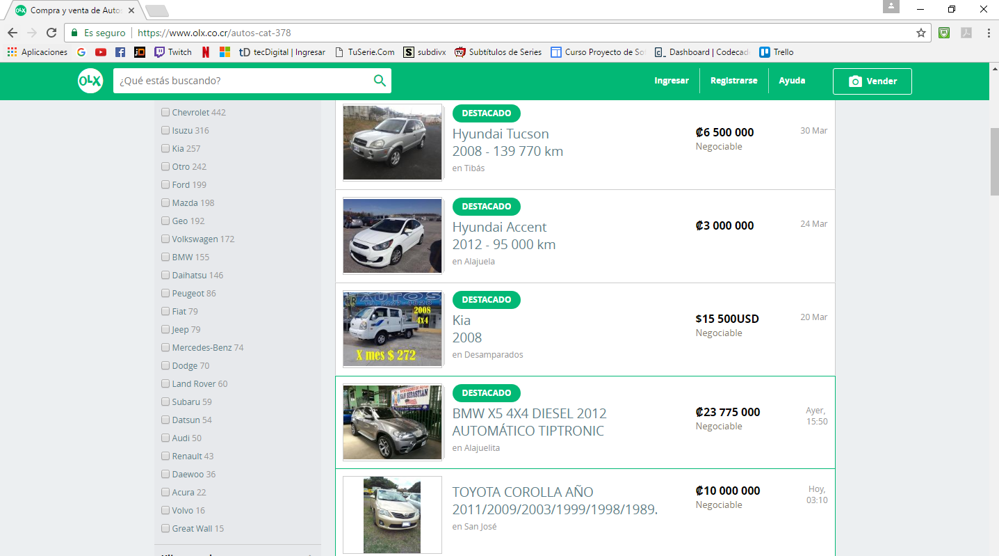 Compra y venta de Autos
Es seguro
https://www.olx.co.cr/autos-cat-378
Aplicaciones
Twitch
tecDigital | Ingresar
TuSerie.Com
subdivx
Subtítulos de Series
Curso Proyecto de Sof
Dashboard | Codecad
Trello
OLX
¿Qué estás buscando?
Ingresar
Registrarse
Ayuda
Vender
Chevrolet 442
Isuzu 316
Kia 257
Otro 242
Ford 199
Mazda 198
Geo 192
Volkswagen 172
BMW 155
Daihatsu 146
Peugeot 86
Fiat 79
Jeep 79
Mercedes-Benz 74
Dodge 70
Land Rover 60
Subaru 59
Datsun 54
Audi 50
Renault 43
Daewoo 36
Acura 22
Volvo 16
Great Wall 15
DESTACADO
Hyundai Tucson
2008 - 139 770 km
en Tibás
₡6 500 000
Negociable
30 Mar
DESTACADO
Hyundai Accent
2012 - 95 000 km
en Alajuela
₡3 000 000
24 Mar
AUTOS
2008
4x4
X mes $ 272
DESTACADO
Kia
2008
en Desamparados
$15 500USD
Negociable
20 Mar
SAN SEBASTIAN
DESTACADO
BMW X5 4X4 DIESEL 2012
AUTOMÁTICO TIPTRONIC
en Alajuelita
₡23 775 000
Negociable
Ayer,
15:50
TOYOTA COROLLA AÑO
2011/2009/2003/1999/1998/1989.
en San José
₡10 000 000
Negociable
Hoy,
03:10